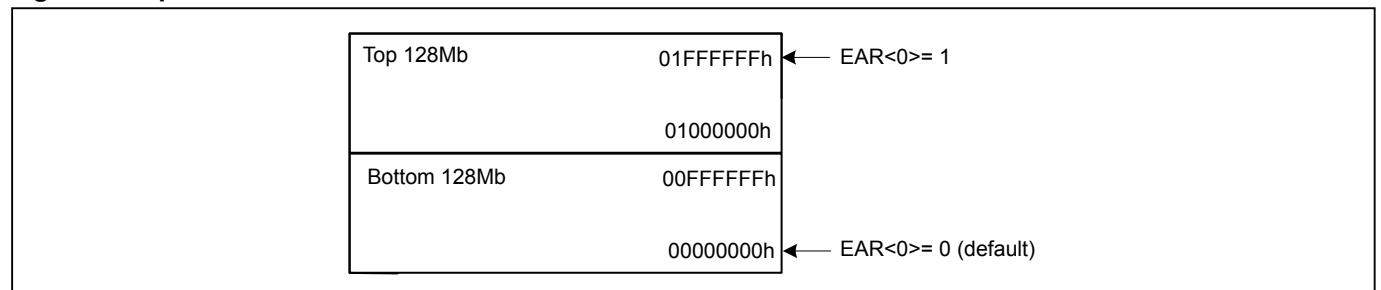 Top 128Mb 01FFFFFFh EAR<0>= 1
01000000h
Bottom 128Mb 00FFFFFFh
00000000h EAR<0>= 0 (default)